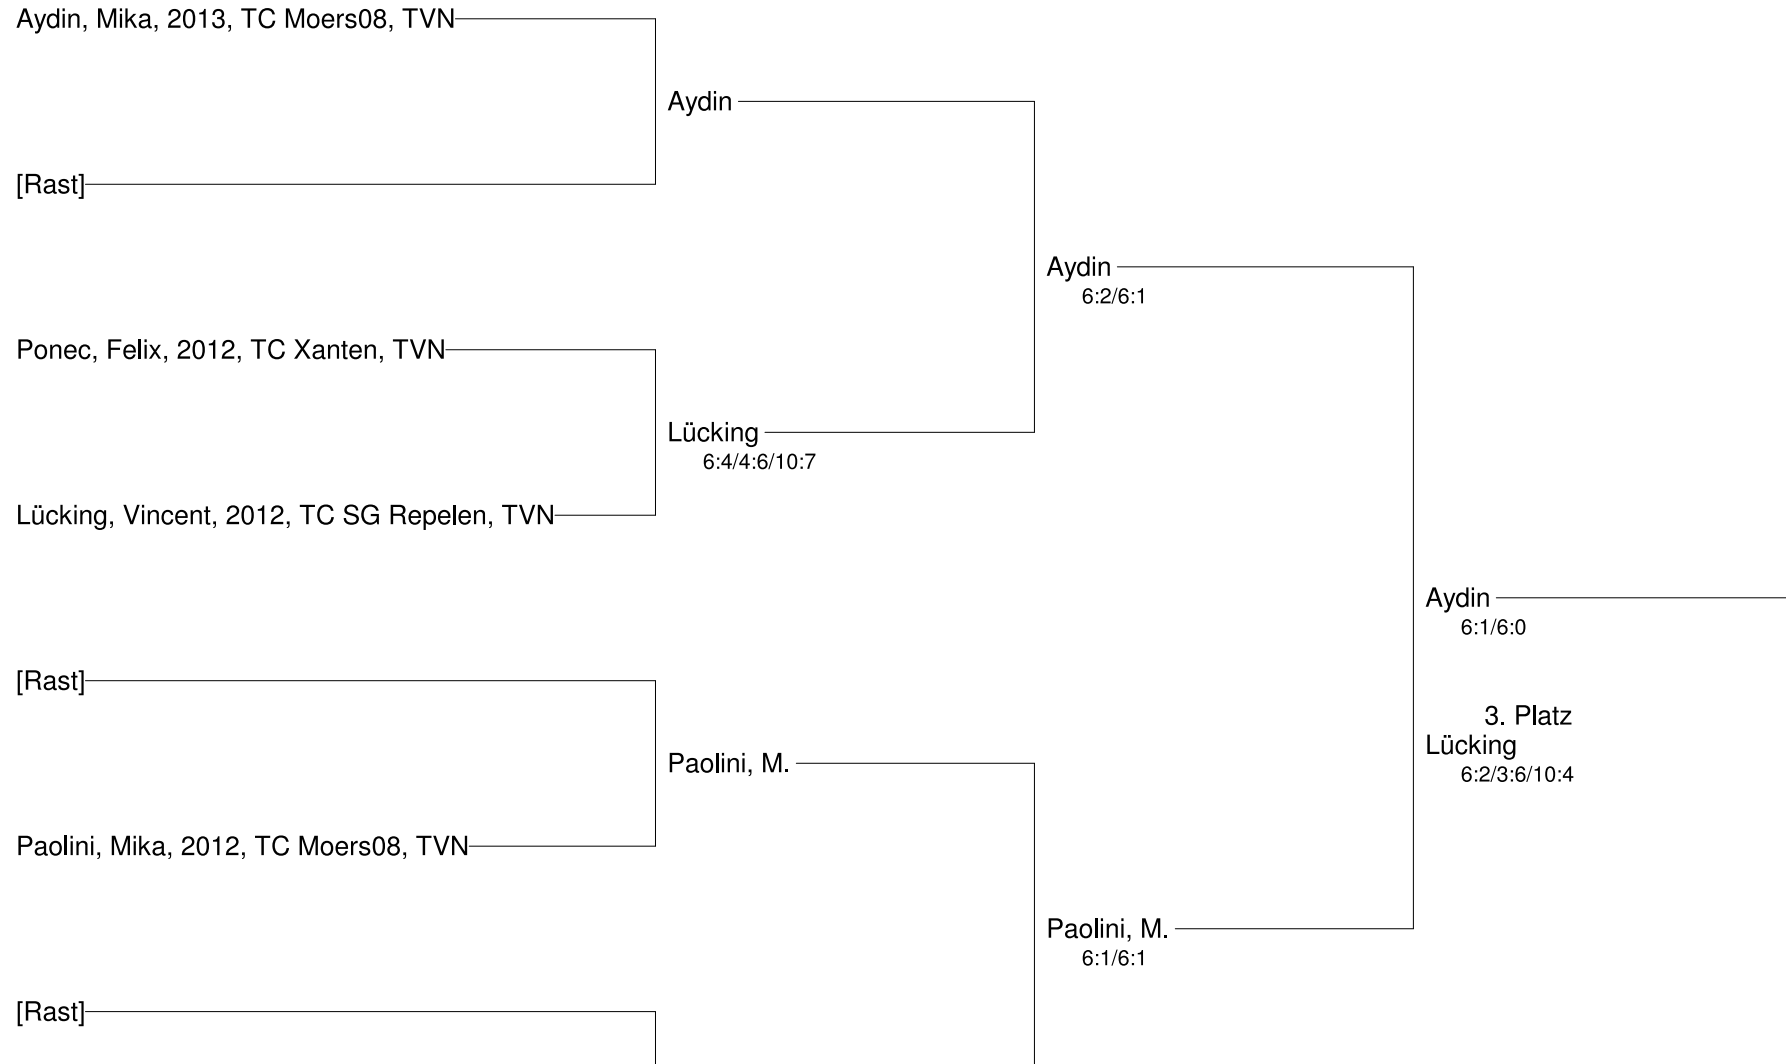 Aydin, Mika, 2013, TC Moers08, TVN
Aydin
[Rast]
Aydin
6:2/6:1
Ponec, Felix, 2012, TC Xanten, TVN
Lücking
6:4/4:6/10:7
Lücking, Vincent, 2012, TC SG Repelen, TVN
Aydin
6:1/6:0
[Rast]
3. Platz
Lücking
6:2/3:6/10:4
Paolini, M.
Paolini, Mika, 2012, TC Moers08, TVN
Paolini, M.
6:1/6:1
[Rast]